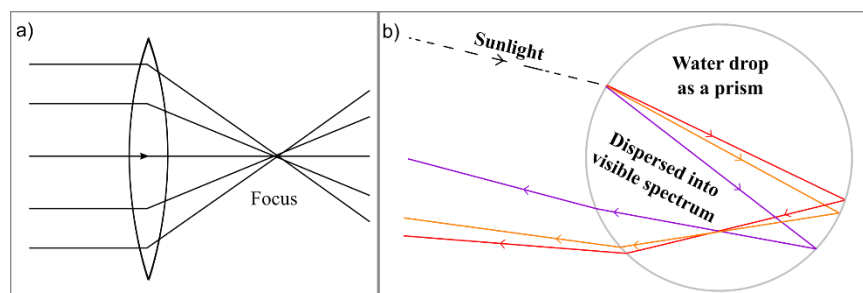 a)
Focus
b)
Sunlight
Water drop
as a prism
Dispersed into
visible spectrum